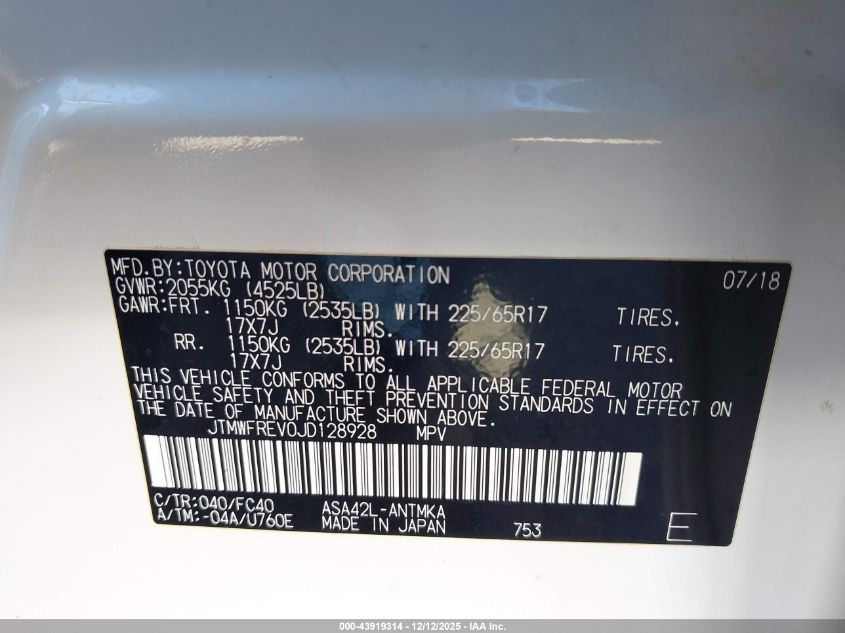 MFD.BY:TOYOTA MOTOR CORPORATION 07/18
GVWR:2055KG (4525LB)
GAWR:FRT. 1150KG (2535LB) WITH 225/65R17 TIRES.
17X7J RIMS.
RR. 1150KG (2535LB) WITH 225/65R17 TIRES.
17X7J RIMS.
THIS VEHICLE CONFORMS TO ALL APPLICABLE FEDERAL MOTOR
VEHICLE SAFETY AND THEFT PREVENTION STANDARDS IN EFFECT ON
THE DATE OF MANUFACTURE SHOWN ABOVE.
JTMWFREV0JD128928 MPV
C/TR:040/FC40 ASA42L-ANTMKA
A/TM:-04A/U760E MADE IN JAPAN 753 E
000-43919314 - 12/12/2025 - IAA Inc.